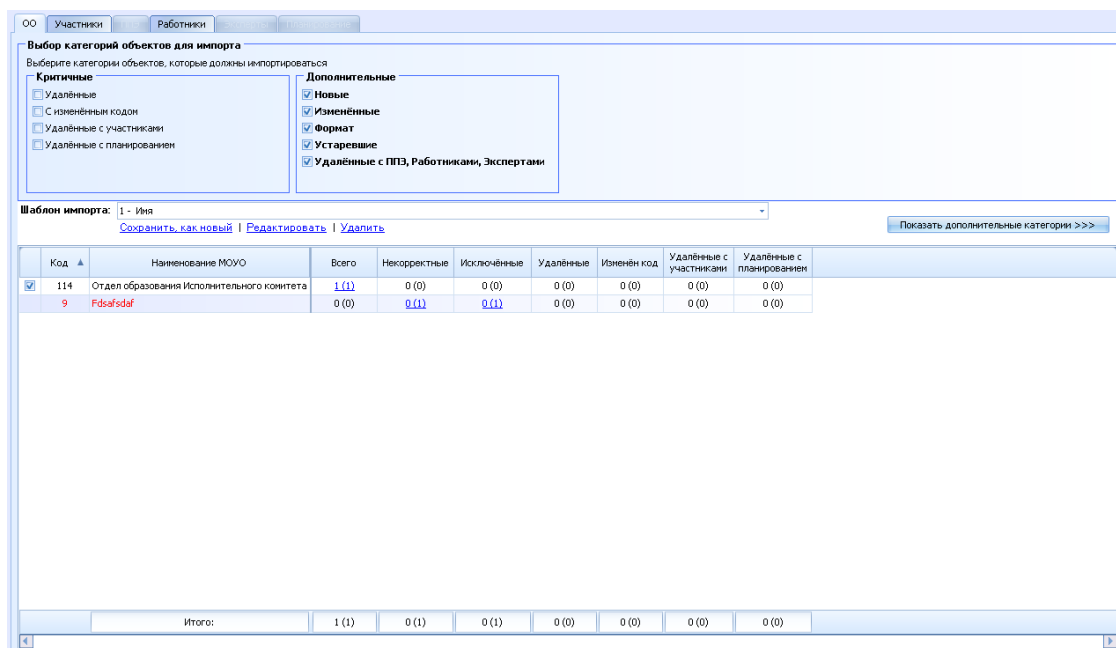 ОО Участники Работники
Выбор категорий объектов для импорта
Выберите категории объектов, которые должны импортироваться
Критичные Дополнительные
Удалённые Новые
С изменённым кодом Изменённые
Удалённые с участниками Формат
Удалённые с планированием Устаревшие
Удалённые с ППЭ, Работниками, Экспертами
Шаблон импорта: 1 - Имя
Сохранить, как новый | Редактировать | Удалить Показать дополнительные категории >>>
Код Наименование МОУО Всего Некорректные Исключённые Удалённые Изменён код Удалённые с участниками Удалённые с планированием
114 Отдел образования Исполнительного комитета 1 (1) 0 (0) 0 (0) 0 (0) 0 (0) 0 (0) 0 (0)
9 Fdsafsdaf 0 (0) 0 (1) 0 (1) 0 (0) 0 (0) 0 (0) 0 (0)
Итого: 1 (1) 0 (1) 0 (1) 0 (0) 0 (0) 0 (0) 0 (0)